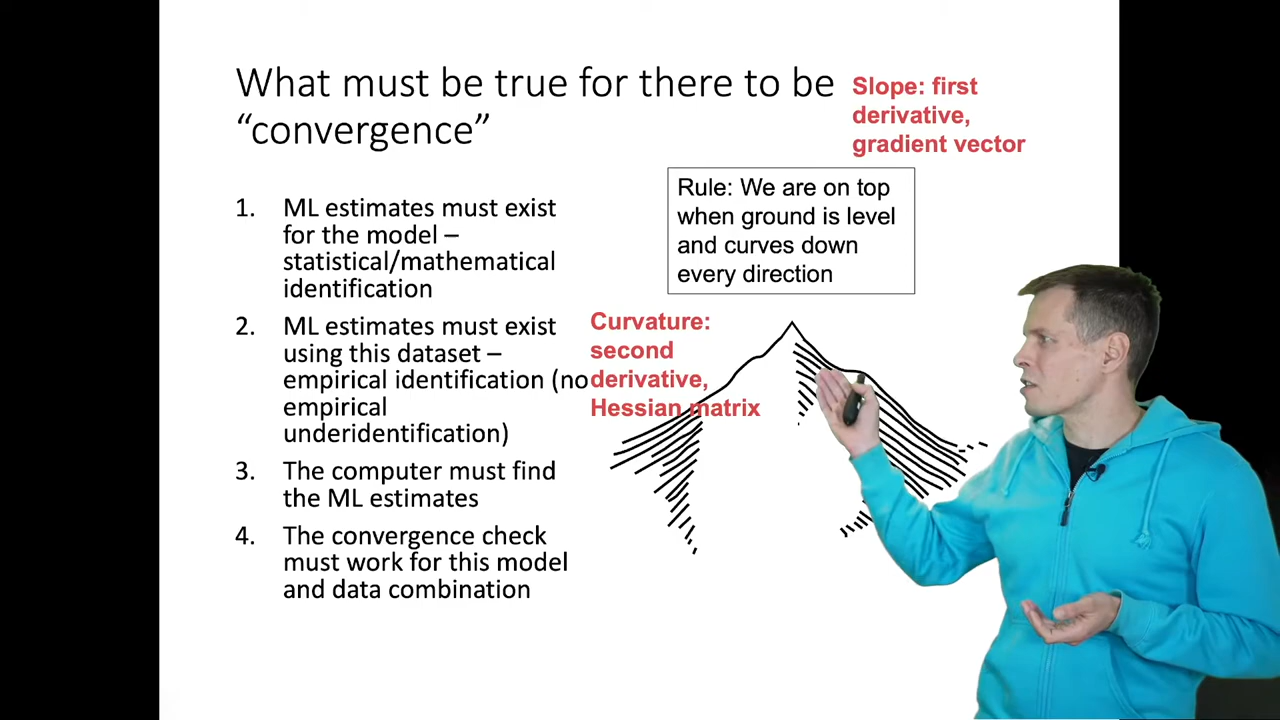 What must be true for there to be
“convergence”
Slope: first
derivative,
gradient vector
Rule: We are on top
when ground is level
and curves down
every direction
1. ML estimates must exist
for the model –
statistical/mathematical
identification
2. ML estimates must exist
using this dataset –
empirical identification (no
empirical
underidentification)
3. The computer must find
the ML estimates
4. The convergence check
must work for this model
and data combination
Curvature:
second
derivative,
Hessian matrix